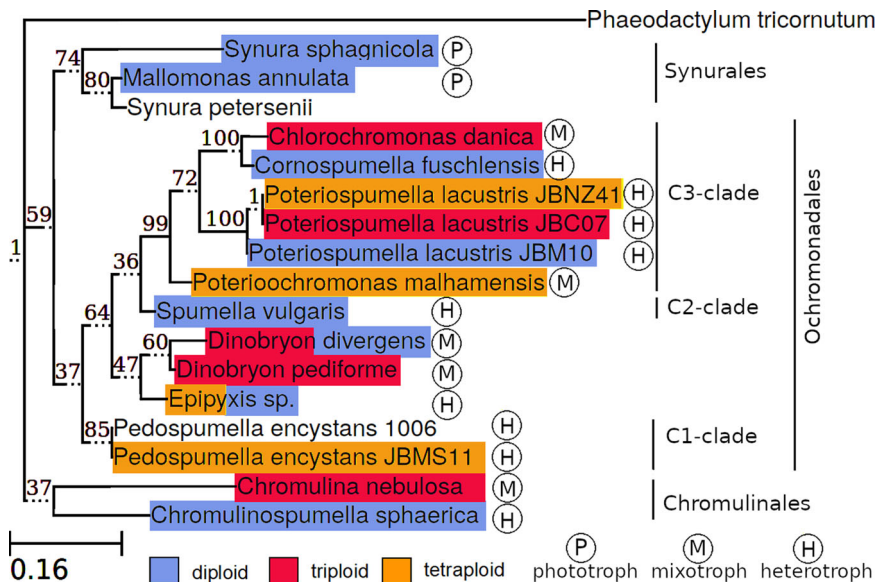 Phaeodactylum tricornutum
74
Synura sphagnicola P
80
Mallomonas annulata P
Synurales
Synura petersenii
100
Chlorochromonas danica M
Cornospumella fuschlensis H
72
1
Poteriospumella lacustris JBNZ41 H
C3-clade
59
99
100
Poteriospumella lacustris JBC07 H
1
Poteriospumella lacustris JBM10 H
36
Poterioochromonas malhamensis M
Ochromonadales
64
Spumella vulgaris H
C2-clade
60
Dinobryon divergens M
37
47
Dinobryon pediforme M
Epipyxis sp. H
85
Pedospumella encystans 1006 H
C1-clade
Pedospumella encystans JBMS11 H
37
Chromulina nebulosa M
Chromulinales
Chromulinospumella sphaerica H
0.16
diploid triploid tetraploid
P M H
phototroph mixotroph heterotroph